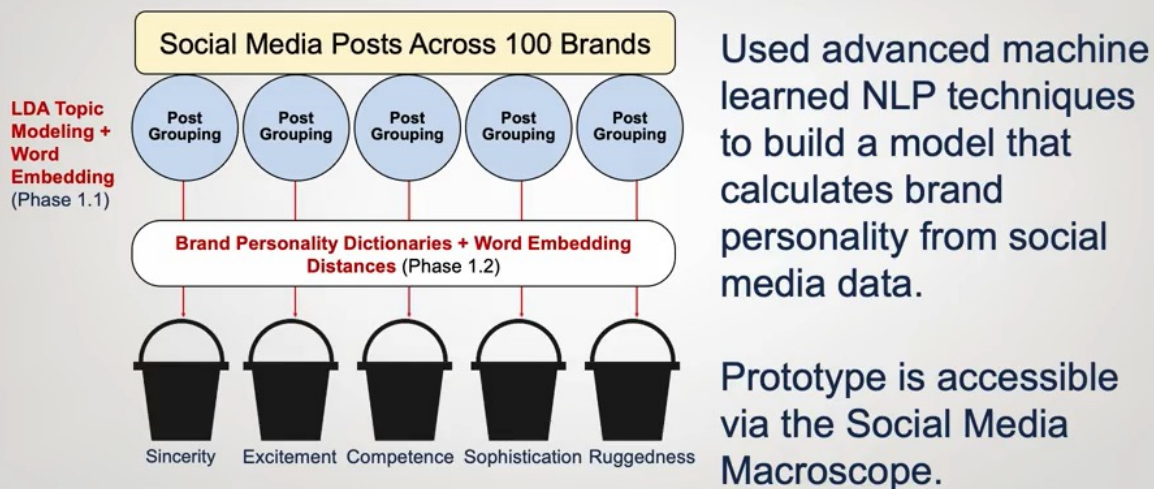 Social Media Posts Across 100 Brands
LDA Topic
Modeling +
Word
Embedding
(Phase 1.1)
Post
Grouping
Post
Grouping
Post
Grouping
Post
Grouping
Post
Grouping
Brand Personality Dictionaries + Word Embedding
Distances (Phase 1.2)
Sincerity
Excitement
Competence
Sophistication
Ruggedness
Used advanced machine
learned NLP techniques
to build a model that
calculates brand
personality from social
media data.
Prototype is accessible
via the Social Media
Macroscope.